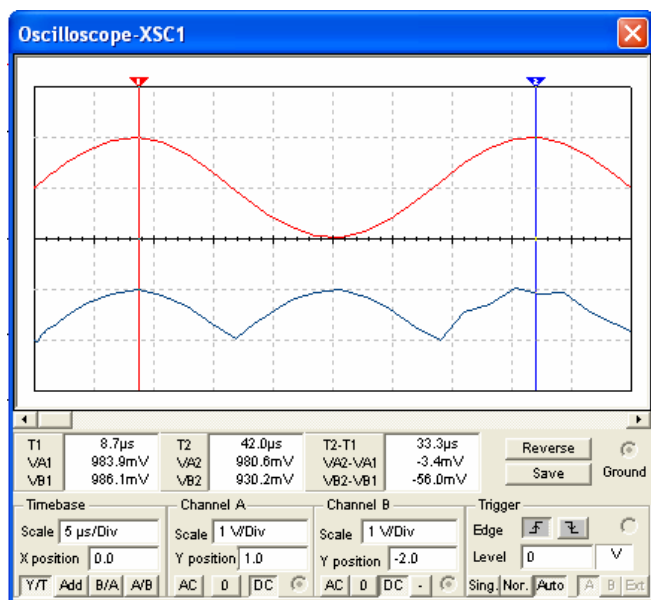 Oscilloscope-XSC1
1 2
T1 8.7µs T2 42.0µs T2-T1 33.3µs
VA1 983.9mV VA2 980.6mV VA2-VA1 -3.4mV
VB1 986.1mV VB2 930.2mV VB2-VB1 -56.0mV
Reverse
Save
Ground
Timebase
Scale 5 µs/Div
X position 0.0
Y/T Add B/A A/B
Channel A
Scale 1 V/Div
Y position 1.0
AC 0 DC
Channel B
Scale 1 V/Div
Y position -2.0
AC 0 DC -
Trigger
Edge
Level 0 V
Sing. Nor. Auto A B Ext